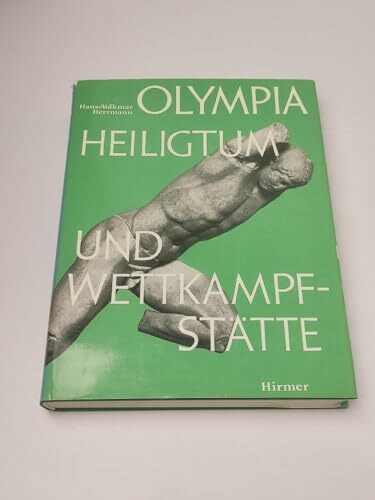 Hans-Volkmar
Herrmann
OLYMPIA
HEILIGTUM
UND
WETTKAMPF-
STÄTTE
Hirmer